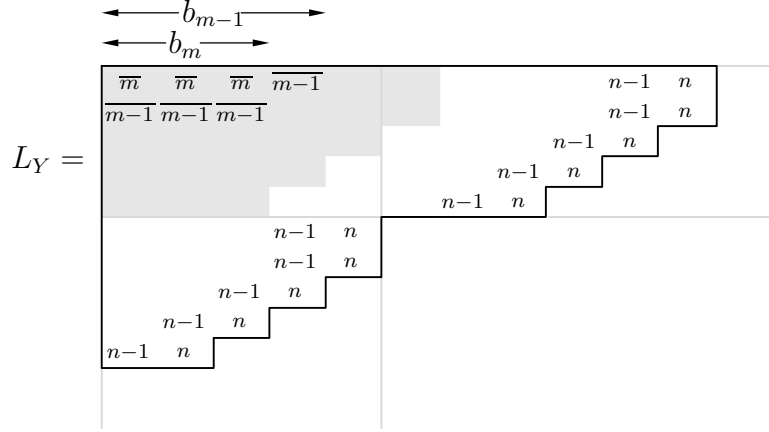 b_{m−1}
b_m
\overline{m} \overline{m} \overline{m} \overline{m−1} n−1 n
\overline{m−1} \overline{m−1} \overline{m−1} n−1 n
n−1 n
L_Y =
n−1 n
n−1 n
n−1 n
n−1 n
n−1 n
n−1 n
n−1 n